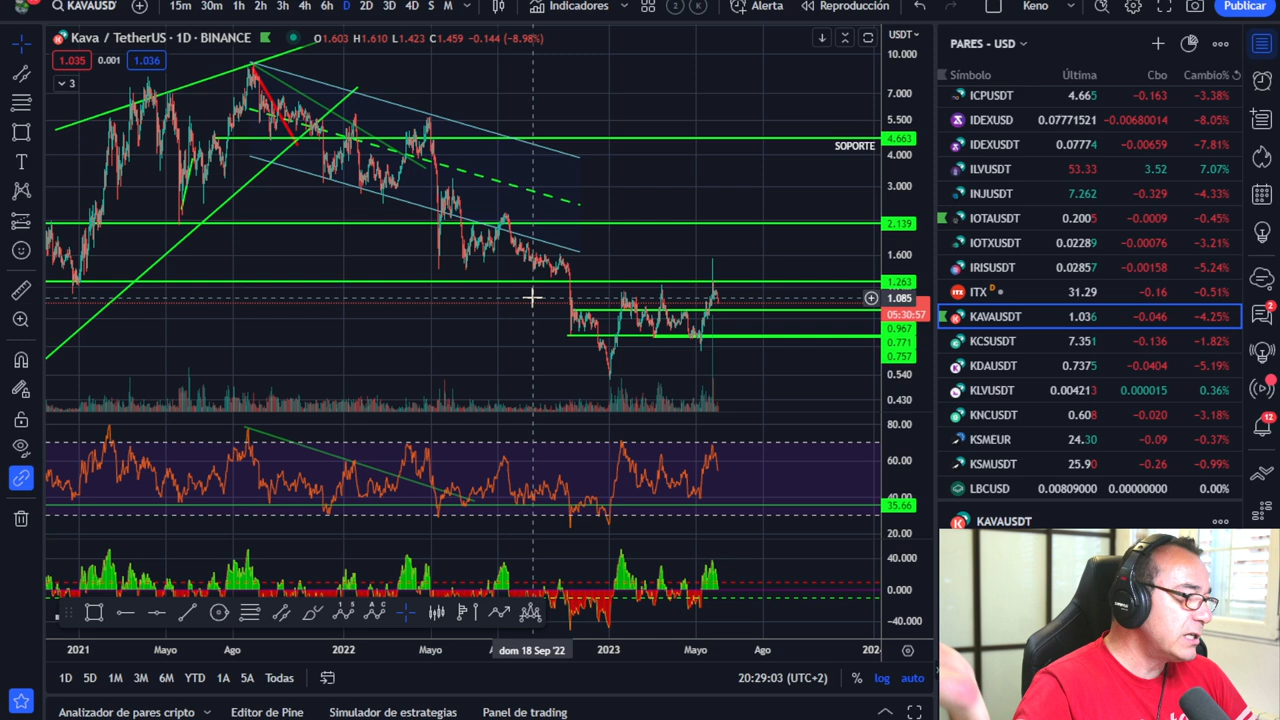 KAVAUSD 15m 30m 1h 2h 3h 4h 6h D 2D 3D 4D S M Indicadores 2 Alerta Reproducción Keno Publicar
Kava / TetherUS · 1D · BINANCE O1.603 H1.610 L1.423 C1.459 -0.144 (-8.98%) USDT
1.035 0.001 1.036
3
10.000
7.000
5.500
4.663
SOPORTE
4.000
3.000
2.139
1.600
1.263
1.085
05:30:57
0.967
0.771
0.757
0.540
0.430
80.00
60.00
40.00
35.66
20.00
40.000
0.000
-40.000
2021 Mayo Ago 2022 Mayo dom 18 Sep '22 2023 Mayo Ago 2024
1D 5D 1M 3M 6M YTD 1A 5A Todas 20:29:03 (UTC+2) % log auto
Analizador de pares cripto Editor de Pine Simulador de estrategias Panel de trading
PARES - USD
Símbolo Última Cbo Cambio%
ICPUSDT 4.665 -0.163 -3.38%
IDEXUSD 0.07771521 -0.00680014 -8.05%
IDEXUSDT 0.0774 -0.00659 -7.81%
ILVUSDT 53.33 3.52 7.07%
INJUSDT 7.262 -0.329 -4.33%
IOTAUSDT 0.2005 -0.0009 -0.45%
IOTXUSDT 0.02289 -0.00076 -3.21%
IRISUSDT 0.02857 -0.00158 -5.24%
ITX D 31.29 -0.16 -0.51%
KAVAUSDT 1.036 -0.046 -4.25%
KCSUSDT 7.351 -0.136 -1.82%
KDAUSDT 0.7375 -0.0404 -5.19%
KLVUSDT 0.004213 0.000015 0.36%
KNCUSDT 0.608 -0.020 -3.18%
KSMEUR 24.30 -0.09 -0.37%
KSMUSDT 25.90 -0.26 -0.99%
LBCUSD 0.00809000 0.00000000 0.00%
KAVAUSDT
2
12